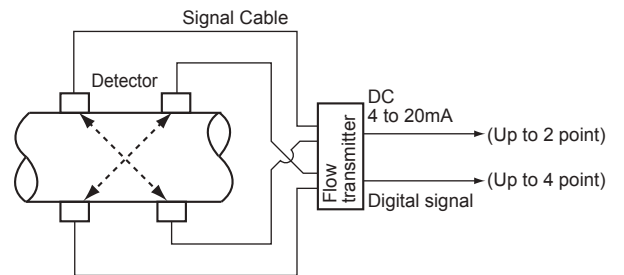 Signal Cable
Detector
Flow
transmitter
DC
4 to 20mA
(Up to 2 point)
(Up to 4 point)
Digital signal